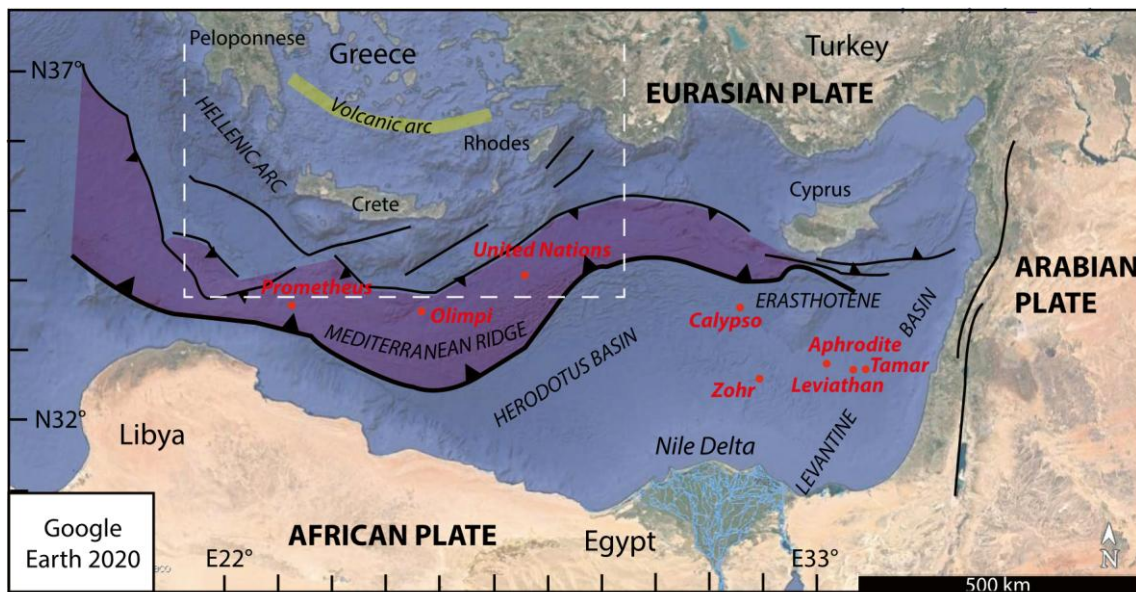 Peloponnese
Greece
Turkey
N37°
EURASIAN PLATE
Volcanic arc
HELLENIC ARC
Rhodes
Crete
Cyprus
United Nations
ARABIAN
PLATE
Prometheus
Olimpi
MEDITERRANEAN RIDGE
ERASTHOTENE
BASIN
Calypso
HERODOTUS BASIN
Aphrodite
Tamar
Leviathan
Zohr
N32°
Libya
Nile Delta
LEVANTINE
Google
Earth 2020
AFRICAN PLATE
Egypt
E22°
E33°
N
500 km